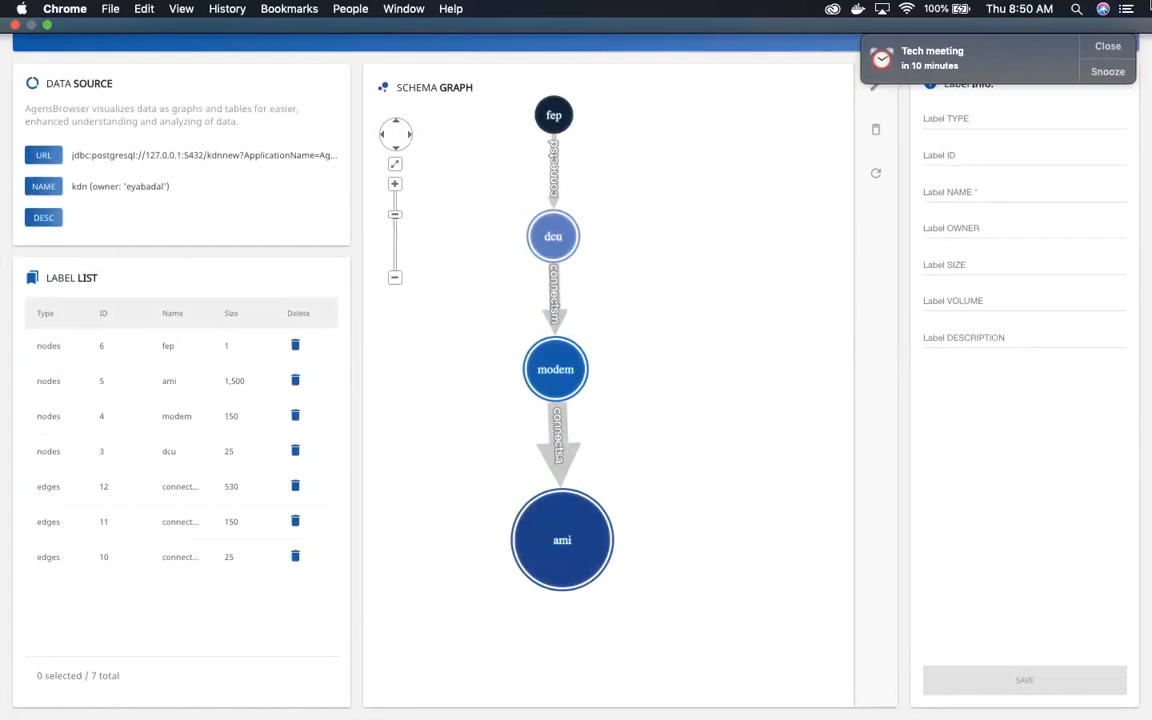 Chrome File Edit View History Bookmarks People Window Help 100% Thu 8:50 AM
Tech meeting
in 10 minutes
Close
Snooze
DATA SOURCE
AgensBrowser visualizes data as graphs and tables for easier,
enhanced understanding and analyzing of data.
URL jdbc:postgresql://127.0.0.1:5432/kdnnew?ApplicationName=Ag...
NAME kdn (owner: 'eyabadal')
DESC
LABEL LIST
Type ID Name Size Delete
nodes 6 fep 1
nodes 5 ami 1,500
nodes 4 modem 150
nodes 3 dcu 25
edges 12 connect... 530
edges 11 connect... 150
edges 10 connect... 25
0 selected / 7 total
SCHEMA GRAPH
fep
connectsd
dcu
connectsm
modem
connectsa
ami
Label INFO.
Label TYPE
Label ID
Label NAME *
Label OWNER
Label SIZE
Label VOLUME
Label DESCRIPTION
SAVE